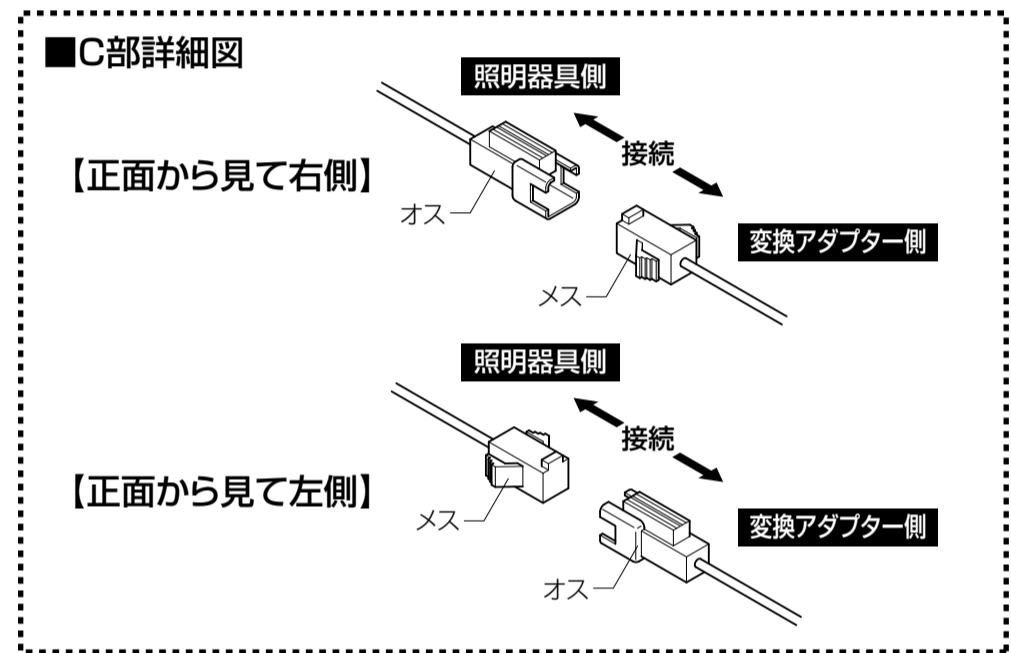 ■C部詳細図
照明器具側
接続
【正面から見て右側】
オス
変換アダプター側
メス
照明器具側
接続
【正面から見て左側】
メス
変換アダプター側
オス